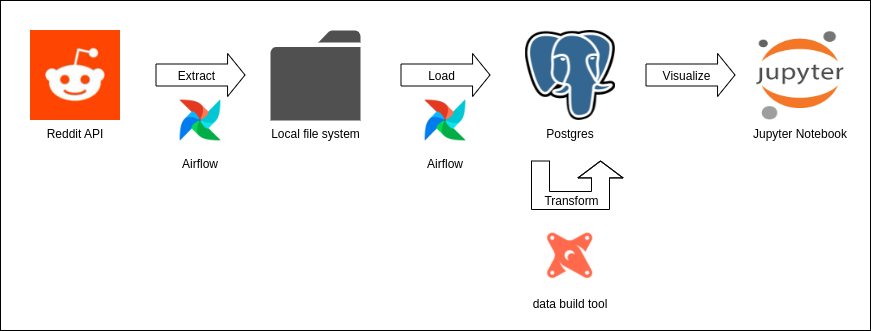 Extract
Load
Visualize
jupyter
Reddit API
Local file system
Postgres
Jupyter Notebook
Airflow
Airflow
Transform
data build tool